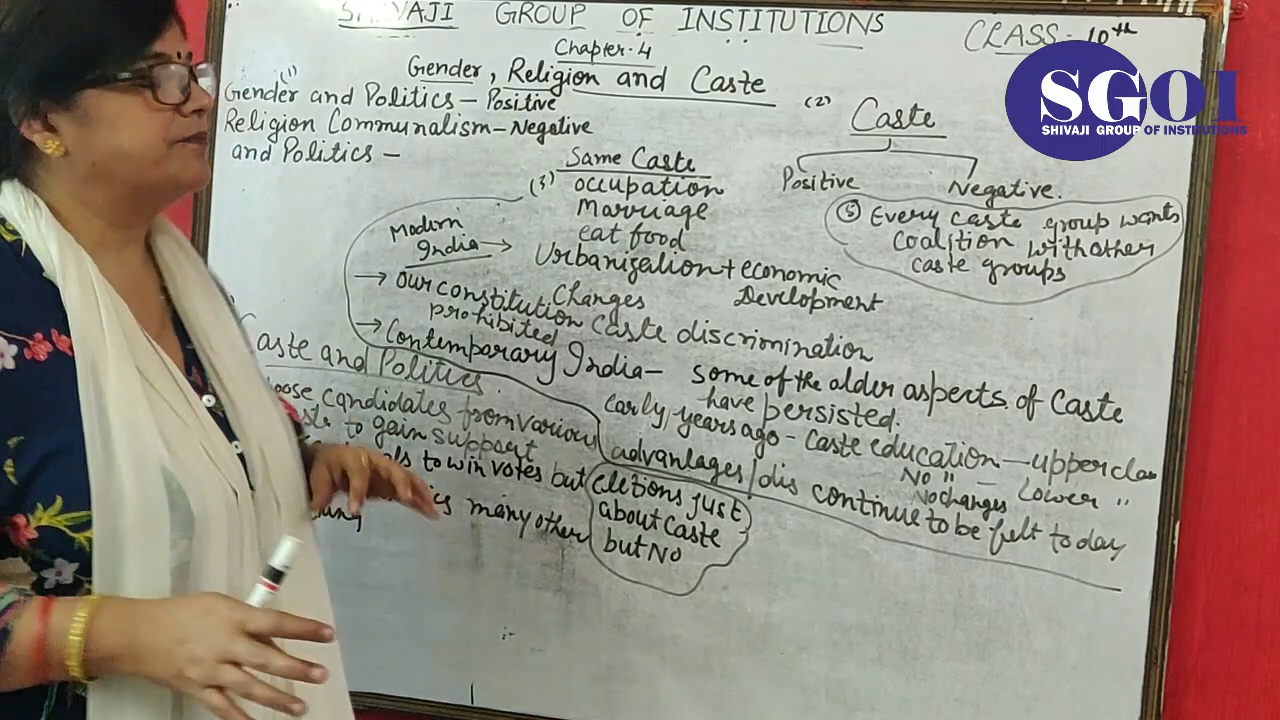 SHIVAJI GROUP OF INSTITUTIONS
CLASS - 10th
Chapter-4
Gender, Religion and Caste
SGOI
SHIVAJI GROUP OF INSTITUTIONS
(1)
Gender and Politics - Positive
Religion Communalism - Negative
and Politics -
(2) Caste
Positive Negative.
(5) Every caste group wants
coalition with other
caste groups
(3) Same Caste
occupation
Marriage
eat food
Modern
India → Urbanization + economic
Changes Development
→ Our constitution
prohibited caste discrimination
→ Contemporary India - some of the older aspects of Caste
have persisted.
early years ago - caste education - upper clas
No " - Lower "
No changes
advantages/dis continue to be felt today
aste and Politics.
candidates from various
to gain support
to win votes but
many other
eletions just
about caste
but No